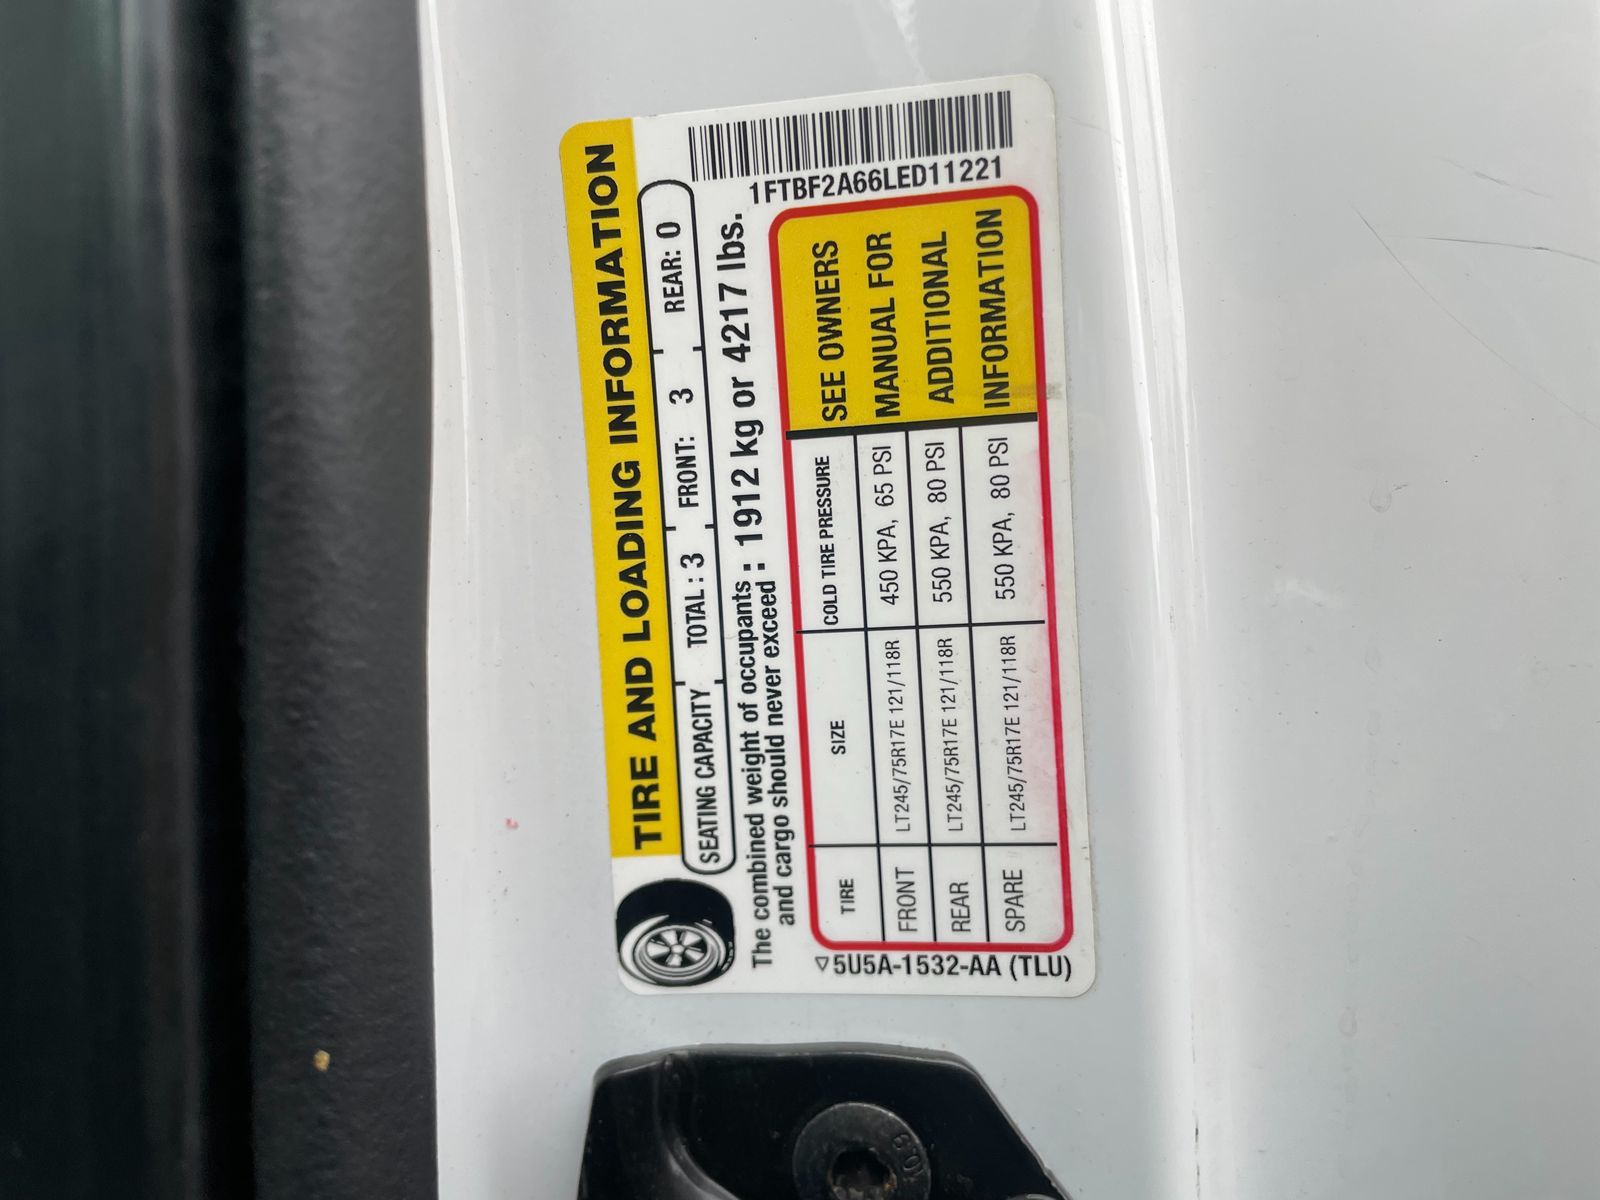 1FTBF2A66LED11221
TIRE AND LOADING INFORMATION
SEATING CAPACITY TOTAL : 3 FRONT: 3 REAR: 0
The combined weight of occupants and cargo should never exceed : 1912 kg or 4217 lbs.
TIRE SIZE COLD TIRE PRESSURE
FRONT LT245/75R17E 121/118R 450 KPA, 65 PSI
REAR LT245/75R17E 121/118R 550 KPA, 80 PSI
SPARE LT245/75R17E 121/118R 550 KPA, 80 PSI
SEE OWNERS
MANUAL FOR
ADDITIONAL
INFORMATION
5U5A-1532-AA (TLU)